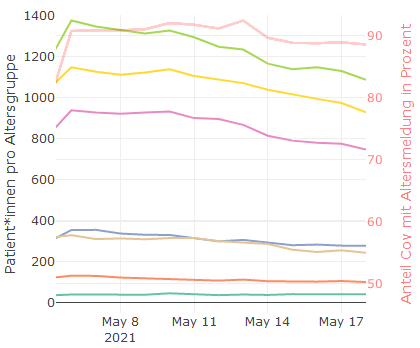 Patient*innen pro Altersgruppe
1400
1200
1000
800
600
400
200
0
May 8
2021
May 11
May 14
May 17
90
80
70
60
50
Anteil Cov mit Altersmeldung in Prozent